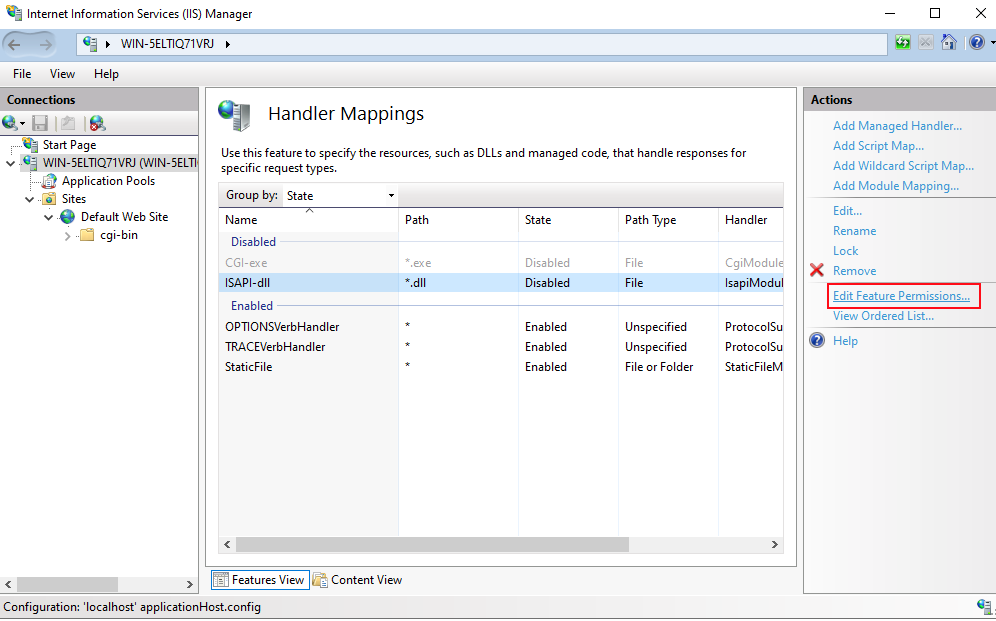 Internet Information Services (IIS) Manager
WIN-5ELTIQ71VRJ
File View Help
Connections
Start Page
WIN-5ELTIQ71VRJ (WIN-5ELTI
Application Pools
Sites
Default Web Site
cgi-bin
Handler Mappings
Use this feature to specify the resources, such as DLLs and managed code, that handle responses for
specific request types.
Group by: State
Name Path State Path Type Handler
Disabled
CGI-exe *.exe Disabled File CgiModule
ISAPI-dll *.dll Disabled File IsapiModul
Enabled
OPTIONSVerbHandler * Enabled Unspecified ProtocolSu
TRACEVerbHandler * Enabled Unspecified ProtocolSu
StaticFile * Enabled File or Folder StaticFileM
Features View Content View
Actions
Add Managed Handler...
Add Script Map...
Add Wildcard Script Map...
Add Module Mapping...
Edit...
Rename
Lock
Remove
Edit Feature Permissions...
View Ordered List...
Help
Configuration: 'localhost' applicationHost.config